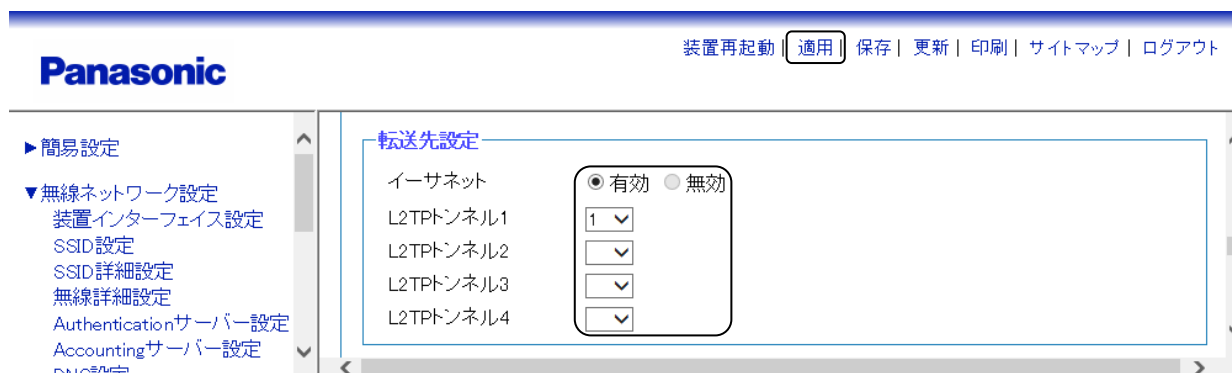 装置再起動 | 適用 | 保存 | 更新 | 印刷 | サイトマップ | ログアウト
Panasonic
▶簡易設定
▼無線ネットワーク設定
装置インターフェイス設定
SSID設定
SSID詳細設定
無線詳細設定
Authenticationサーバー設定
Accountingサーバー設定
DNS設定
転送先設定
イーサネット 有効 無効
L2TPトンネル1 1
L2TPトンネル2
L2TPトンネル3
L2TPトンネル4